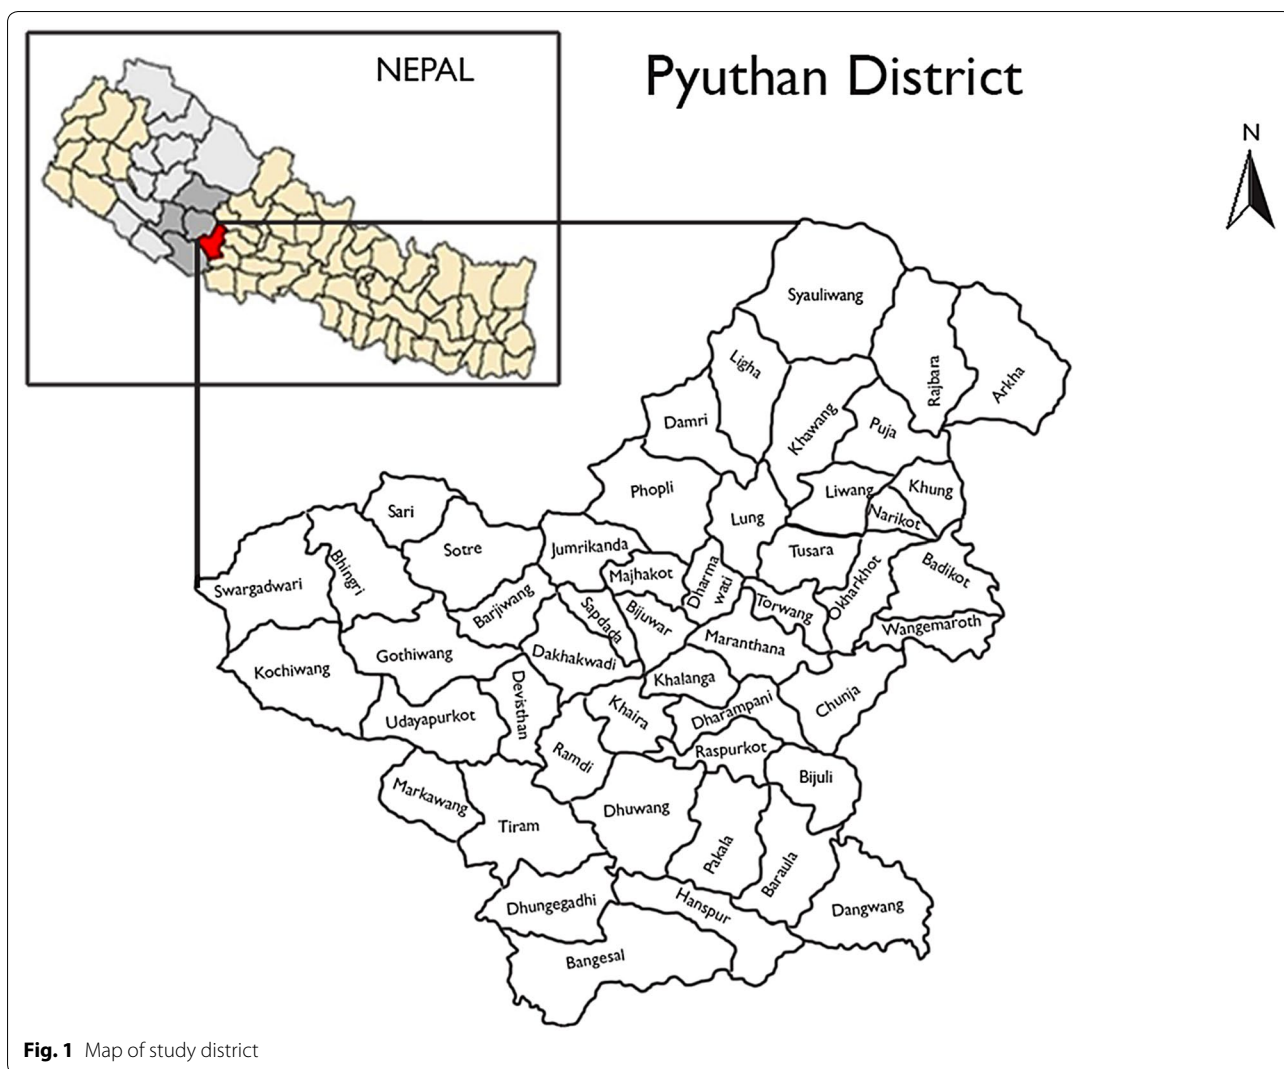 NEPAL
Pyuthan District
N
Syauliwang
Ligha
Rajbara
Arkha
Damri
Khawang
Puja
Phopli
Liwang
Khung
Lung
Narikot
Sari
Sotre
Jumrikanda
Tusara
Badikot
Bhingri
Swargadwari
Majhakot
Dharma
wati
Okharkhot
Barjiwang
Sapdada
Bijuwar
Torwang
Wangemaroth
Maranthana
Kochiwang
Gothiwang
Dakhakwadi
Khalanga
Devisthan
Khaira
Dharampani
Chunja
Udayapurkot
Ramdi
Raspurkot
Bijuli
Markawang
Tiram
Dhuwang
Pakala
Baraula
Dhungegadhi
Hanspur
Dangwang
Bangesal
Fig. 1 Map of study district